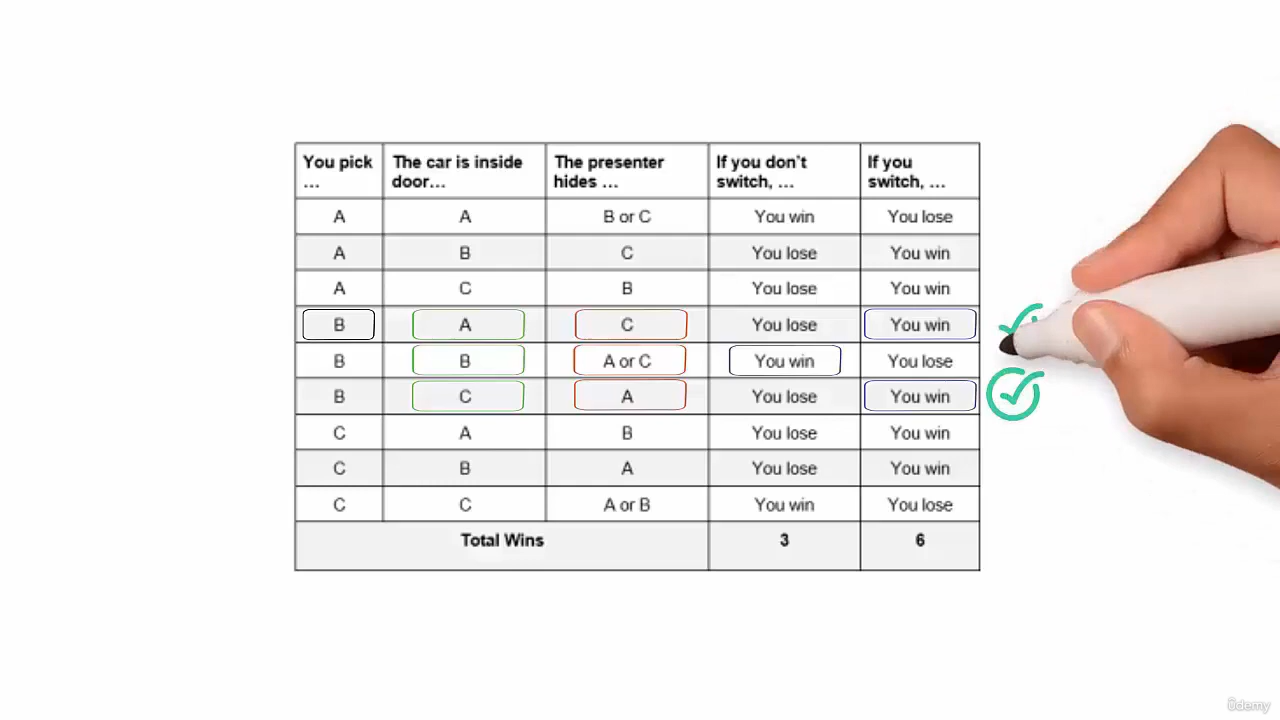 You pick … The car is inside door… The presenter hides … If you don't switch, … If you switch, …
A A B or C You win You lose
A B C You lose You win
A C B You lose You win
B A C You lose You win
B B A or C You win You lose
B C A You lose You win
C A B You lose You win
C B A You lose You win
C C A or B You win You lose
Total Wins 3 6
ûdemy